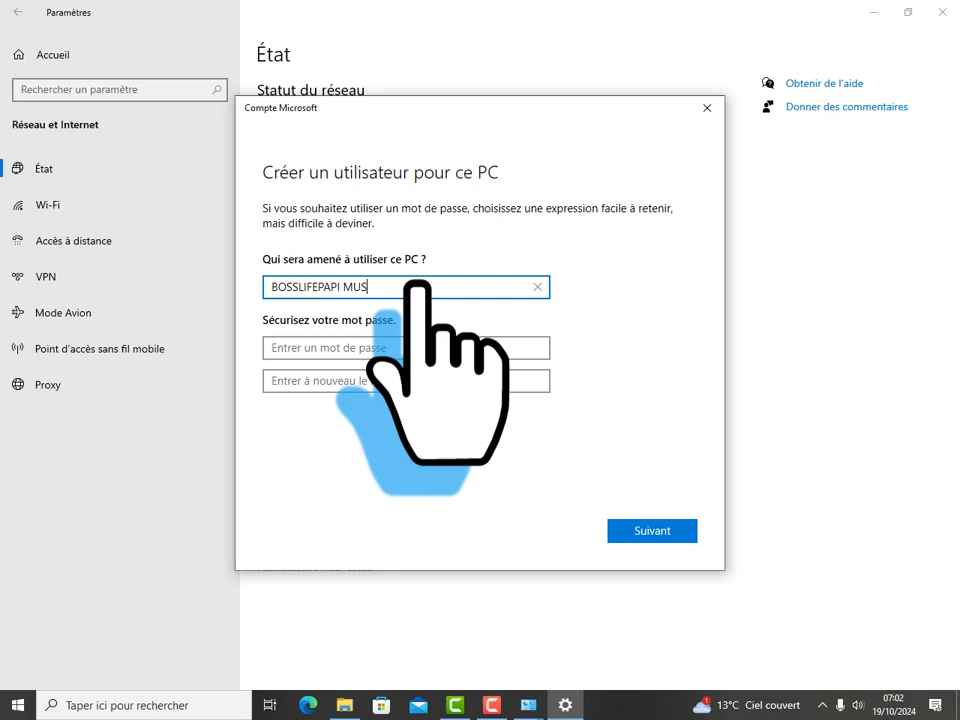 Paramètres
Accueil
Rechercher un paramètre
Réseau et Internet
État
Wi-Fi
Accès à distance
VPN
Mode Avion
Point d'accès sans fil mobile
Proxy
État
Statut du réseau
Obtenir de l'aide
Donner des commentaires
Compte Microsoft
Créer un utilisateur pour ce PC
Si vous souhaitez utiliser un mot de passe, choisissez une expression facile à retenir,
mais difficile à deviner.
Qui sera amené à utiliser ce PC ?
BOSSLIFEPAPI MUS
Sécurisez votre mot passe.
Entrer un mot de passe
Entrer à nouveau le
Suivant
Taper ici pour rechercher
1
13°C Ciel couvert
07:02
19/10/2024